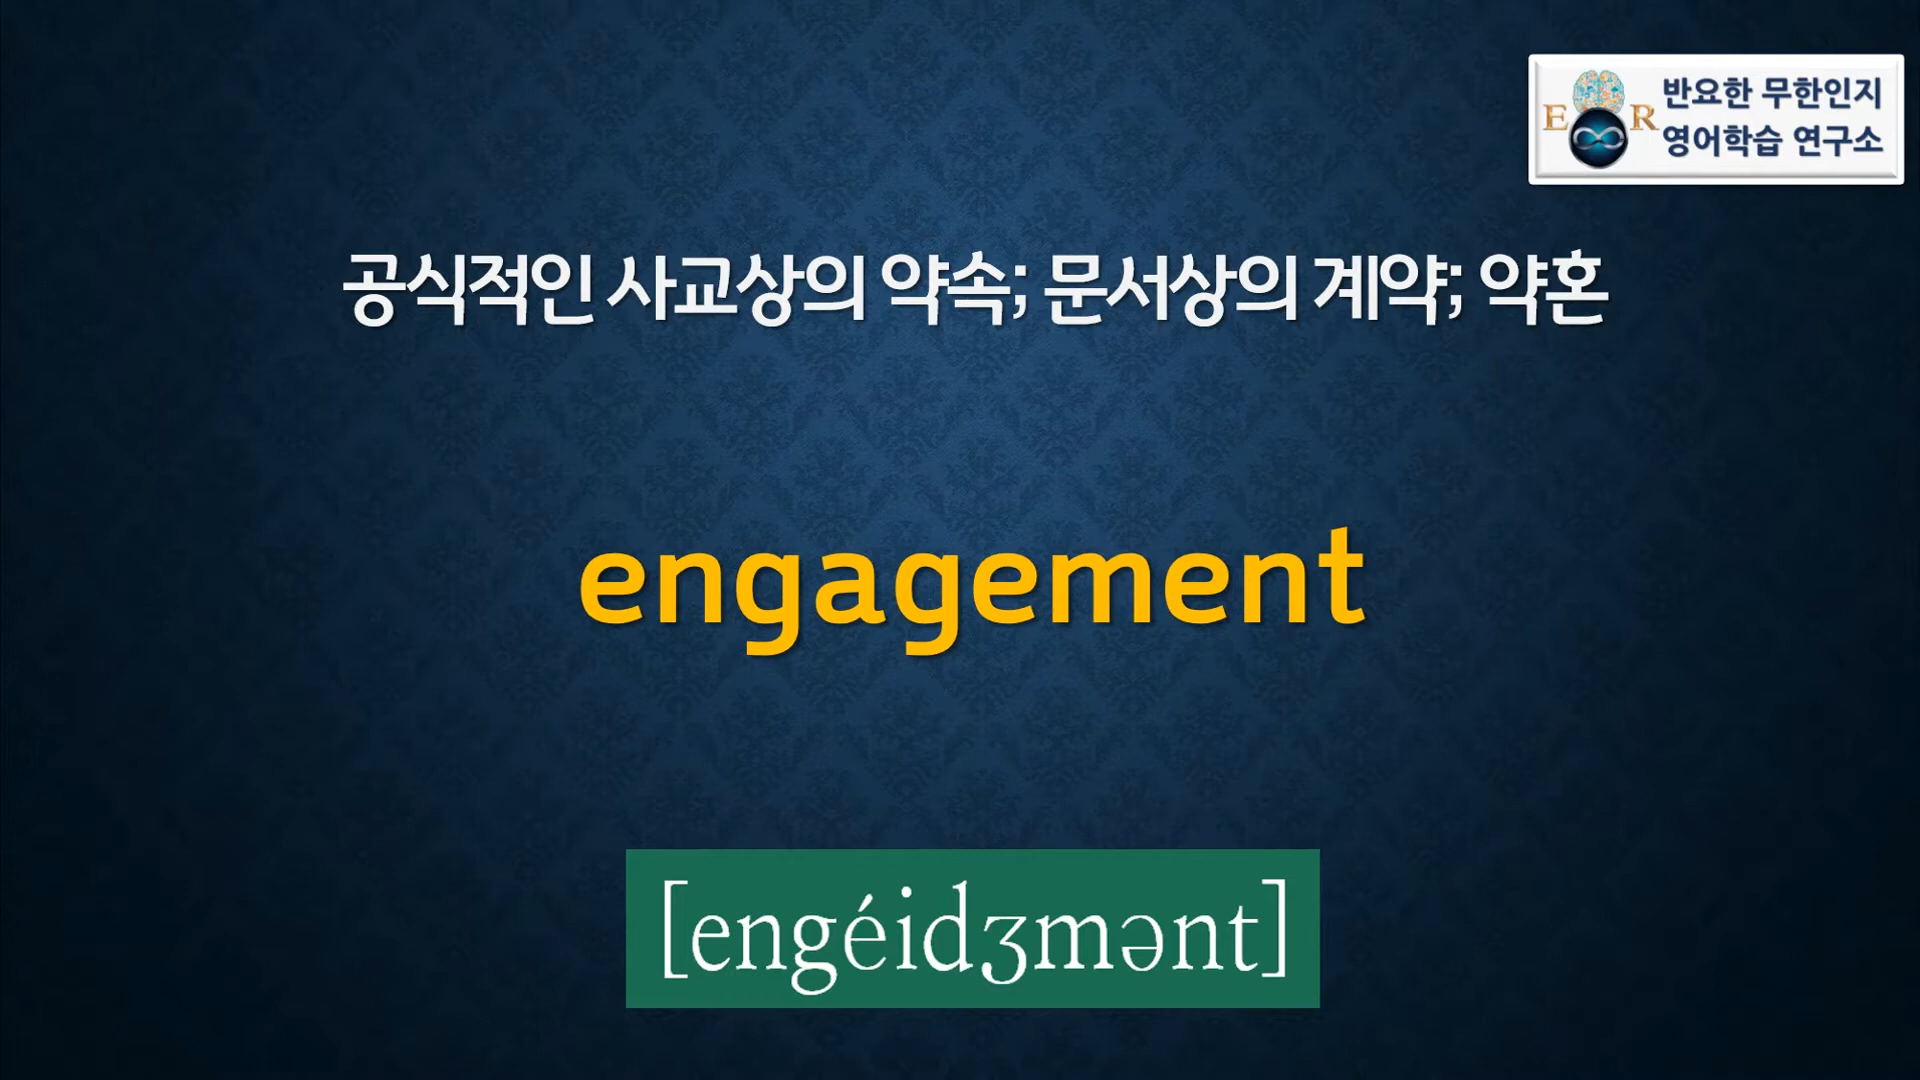 E R 반요한 무한인지
영어학습 연구소
공식적인 사교상의 약속; 문서상의 계약; 약혼
engagement
[engéidʒmənt]